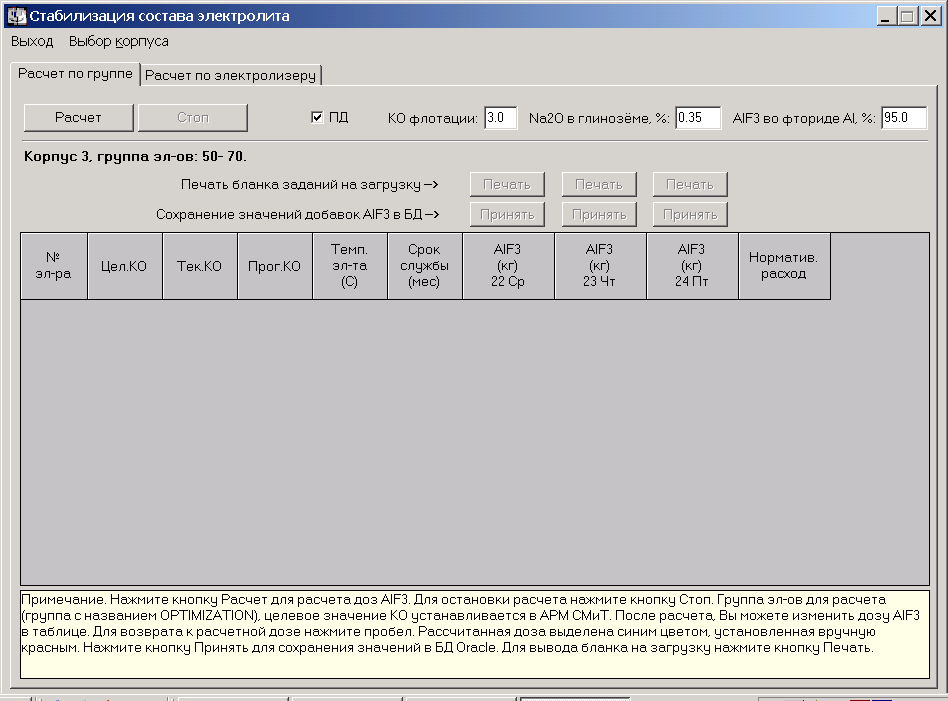 Стабилизация состава электролита
Выход Выбор корпуса
Расчет по группе Расчет по электролизеру
Расчет Стоп ПД КО флотации: 3.0 Na2O в глинозёме, %: 0.35 AlF3 во фториде Al, %: 95.0
Корпус 3, группа эл-ов: 50- 70.
Печать бланка заданий на загрузку --> Печать Печать Печать
Сохранение значений добавок AlF3 в БД --> Принять Принять Принять
№ эл-ра Цел.КО Тек.КО Прог.КО Темп. эл-та (С) Срок службы (мес) AlF3 (кг) 22 Ср AlF3 (кг) 23 Чт AlF3 (кг) 24 Пт Норматив. расход
Примечание. Нажмите кнопку Расчет для расчета доз AlF3. Для остановки расчета нажмите кнопку Стоп. Группа эл-ов для расчета
(группа с названием OPTIMIZATION), целевое значение КО устанавливается в АРМ СМиТ. После расчета, Вы можете изменить дозу AlF3
в таблице. Для возврата к расчетной дозе нажмите пробел. Рассчитанная доза выделена синим цветом, установленная вручную
красным. Нажмите кнопку Принять для сохранения значений в БД Oracle. Для вывода бланка на загрузку нажмите кнопку Печать.